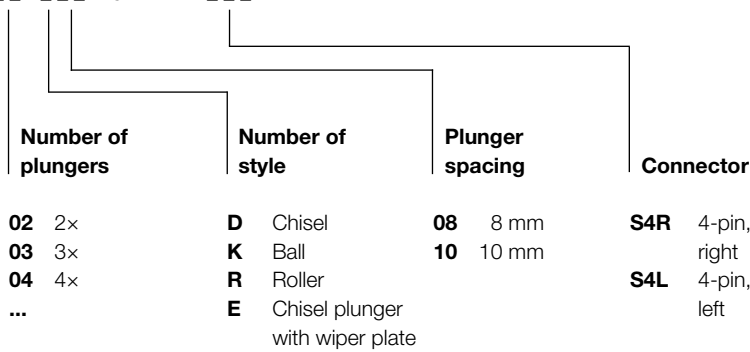 Number of plungers
02 2×
03 3×
04 4×
...
Number of style
D Chisel
K Ball
R Roller
E Chisel plunger
with wiper plate
Plunger spacing
08 8 mm
10 10 mm
Connector
S4R 4-pin,
right
S4L 4-pin,
left